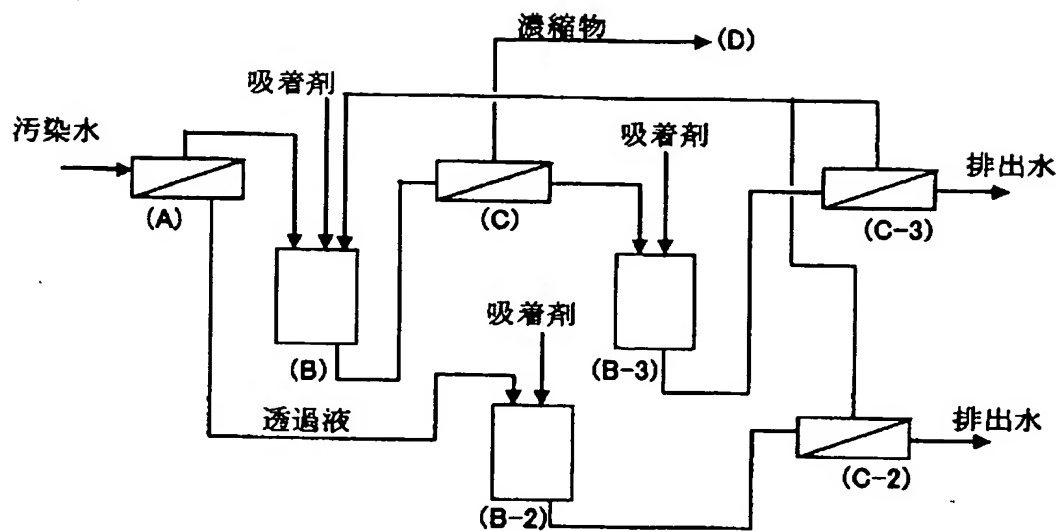 濃縮物
(D)
吸着剤
汚染水
吸着剤
排出水
(A)
(C)
(C-3)
吸着剤
(B)
(B-3)
透過液
排出水
(C-2)
(B-2)